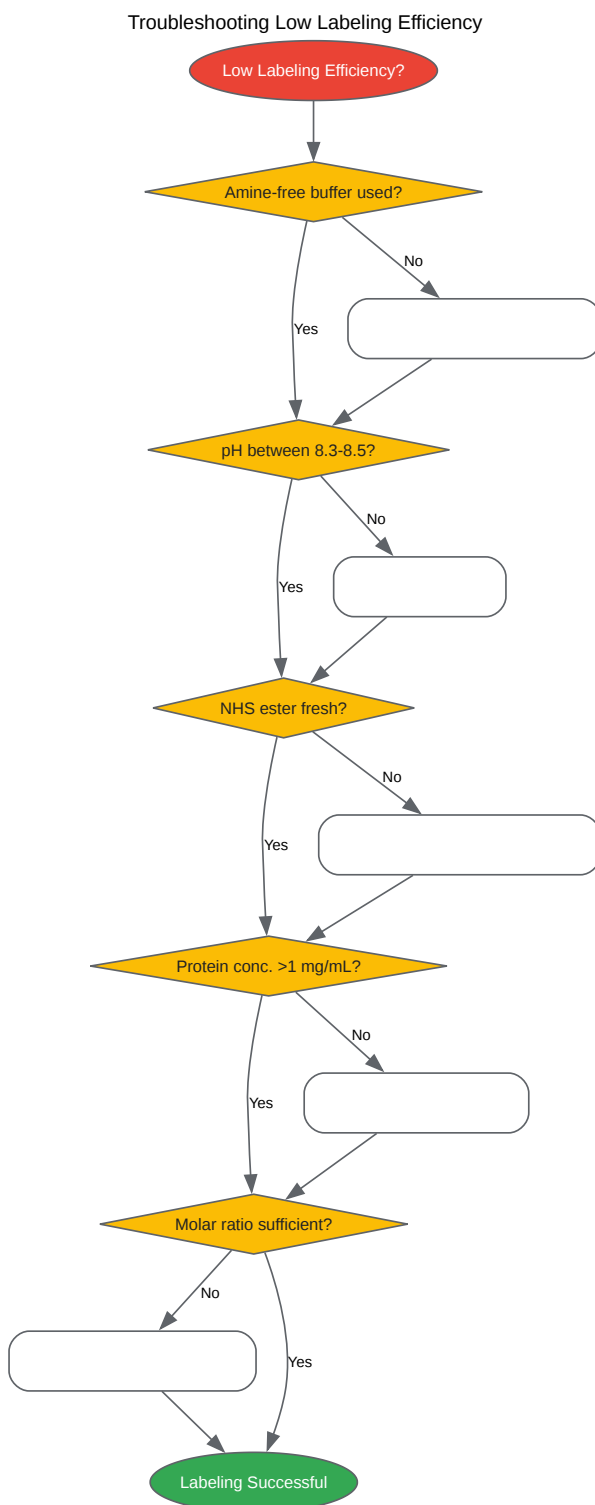 Troubleshooting Low Labeling Efficiency
Low Labeling Efficiency?
Amine-free buffer used?
No
Yes
pH between 8.3-8.5?
No
Yes
NHS ester fresh?
No
Yes
Protein conc. >1 mg/mL?
No
Yes
Molar ratio sufficient?
No
Yes
Labeling Successful